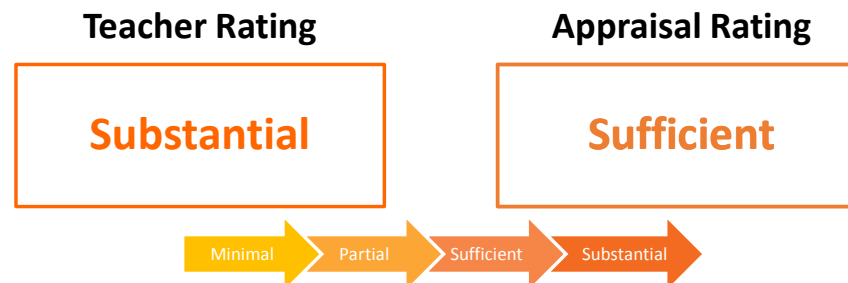 Teacher Rating
Appraisal Rating
Substantial
Sufficient
Minimal
Partial
Sufficient
Substantial